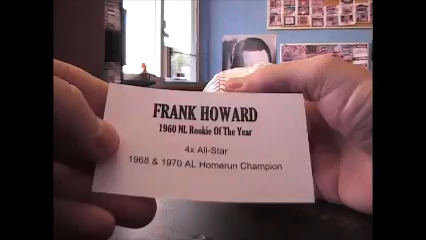 FRANK HOWARD
1960 NL Rookie Of The Year
4x All-Star
1968 & 1970 AL Homerun Champion